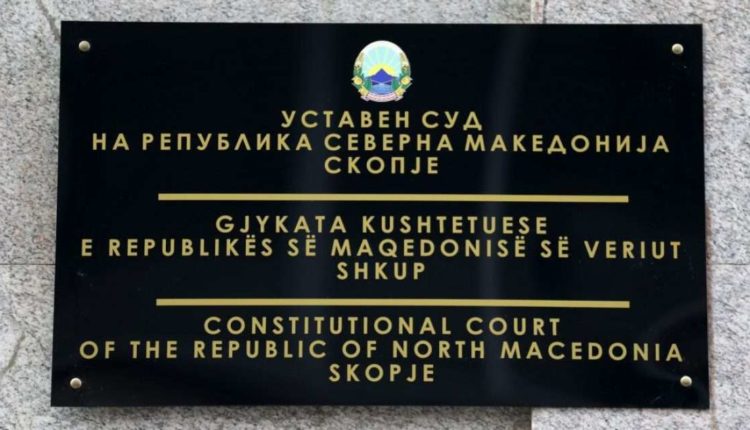 УСТАВЕН СУД
НА РЕПУБЛИКА СЕВЕРНА МАКЕДОНИЈА
СКОПЈЕ
GJYKATA KUSHTETUESE
E REPUBLIKËS SË MAQEDONISË SË VERIUT
SHKUP
CONSTITUTIONAL COURT
OF THE REPUBLIC OF NORTH MACEDONIA
SKOPJE